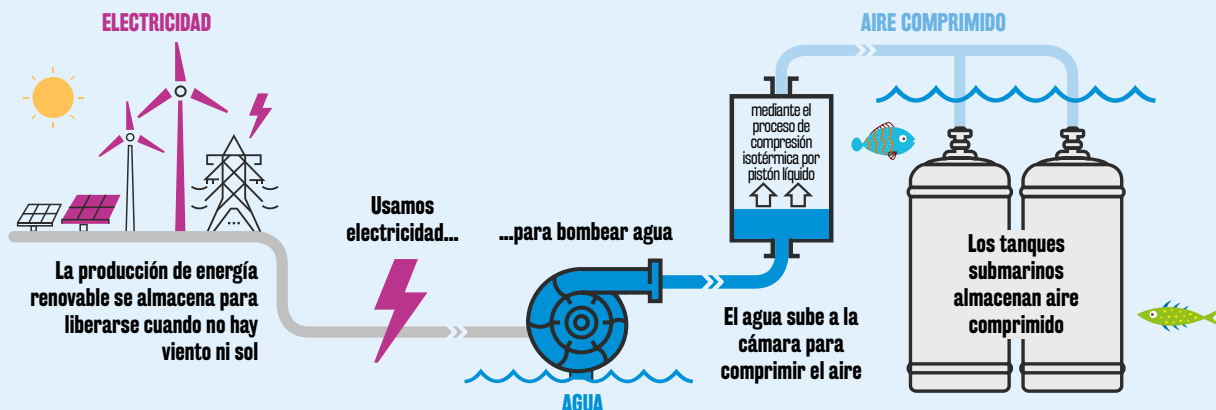 ELECTRICIDAD
La producción de energía
renovable se almacena para
liberarse cuando no hay
viento ni sol
Usamos
electricidad...
...para bombear agua
AGUA
mediante el
proceso de
compresión
isotérmica por
pistón líquido
El agua sube a la
cámara para
comprimir el aire
AIRE COMPRIMIDO
Los tanques
submarinos
almacenan aire
comprimido